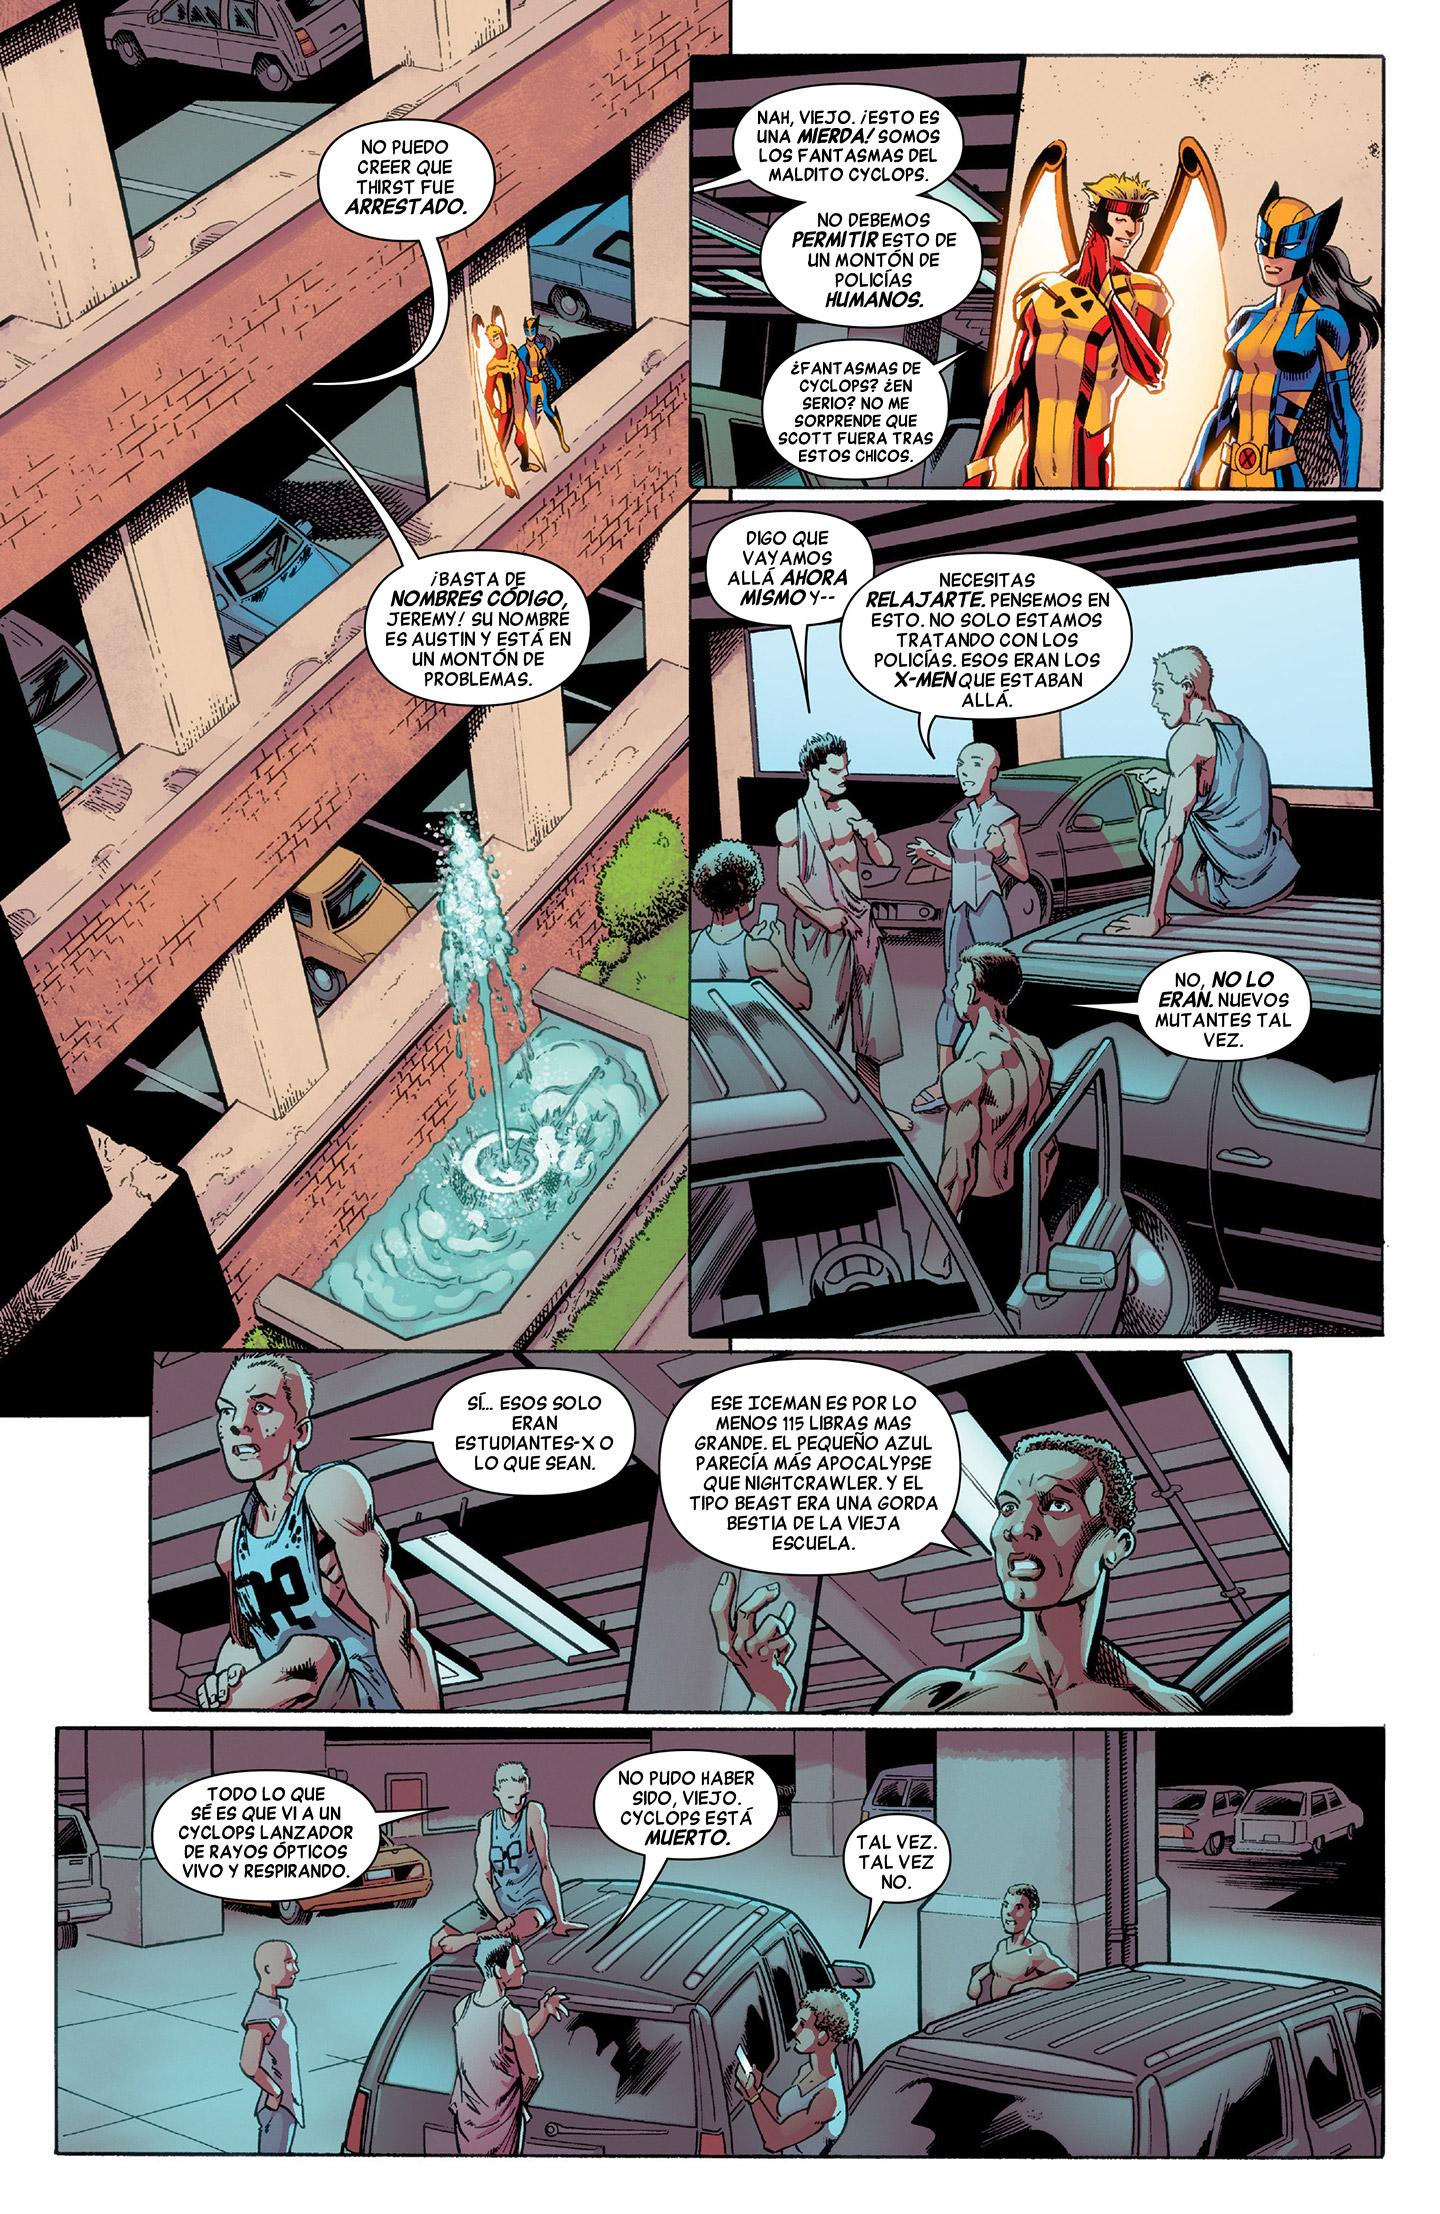 NO PUEDO
CREER QUE
THIRST FUE
ARRESTADO.
¡BASTA DE
NOMBRES CÓDIGO,
JEREMY! SU NOMBRE
ES AUSTIN Y ESTÁ EN
UN MONTÓN DE
PROBLEMAS.
NAH, VIEJO. ¡ESTO ES
UNA MIERDA! SOMOS
LOS FANTASMAS DEL
MALDITO CYCLOPS.
NO DEBEMOS
PERMITIR ESTO DE
UN MONTÓN DE
POLICÍAS
HUMANOS.
¿FANTASMAS DE
CYCLOPS? ¿EN
SERIO? NO ME
SORPRENDE QUE
SCOTT FUERA TRAS
ESTOS CHICOS.
DIGO QUE
VAYAMOS
ALLÁ AHORA
MISMO Y--
NECESITAS
RELAJARTE. PENSEMOS EN
ESTO. NO SOLO ESTAMOS
TRATANDO CON LOS
POLICÍAS. ESOS ERAN LOS
X-MEN QUE ESTABAN
ALLÁ.
NO, NO LO
ERAN. NUEVOS
MUTANTES TAL
VEZ.
SÍ... ESOS SOLO
ERAN
ESTUDIANTES-X O
LO QUE SEAN.
ESE ICEMAN ES POR LO
MENOS 115 LIBRAS MAS
GRANDE. EL PEQUEÑO AZUL
PARECÍA MÁS APOCALYPSE
QUE NIGHTCRAWLER. Y EL
TIPO BEAST ERA UNA GORDA
BESTIA DE LA VIEJA
ESCUELA.
TODO LO QUE
SÉ ES QUE VI A UN
CYCLOPS LANZADOR
DE RAYOS ÓPTICOS
VIVO Y RESPIRANDO.
NO PUDO HABER
SIDO, VIEJO.
CYCLOPS ESTÁ
MUERTO.
TAL VEZ.
TAL VEZ
NO.